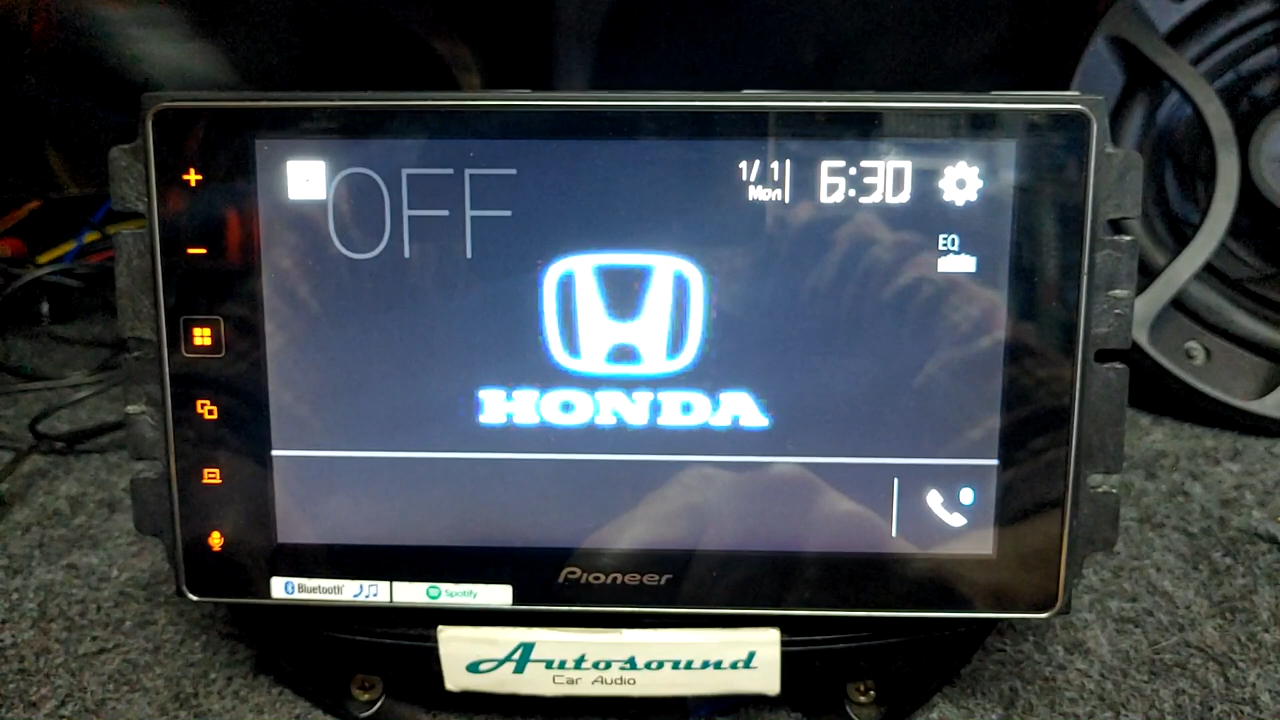 OFF
1/ 1
Mon
6:30
EQ
HONDA
Pioneer
Bluetooth
Spotify
Autosound
Car Audio